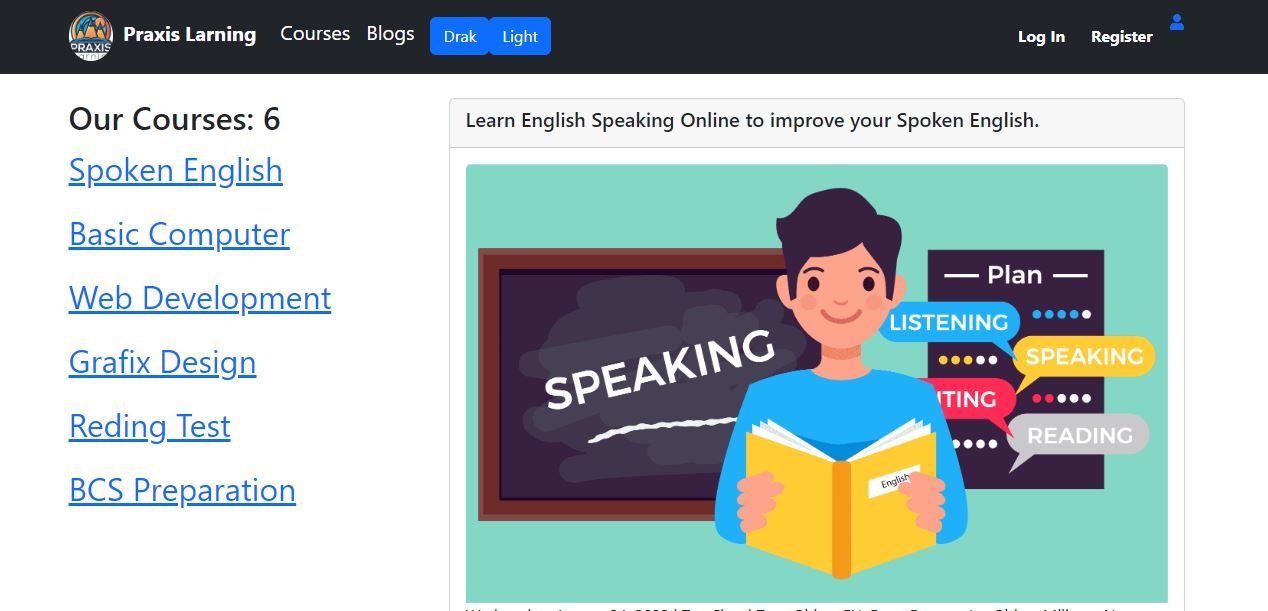 PRAXIS
Praxis Larning
Courses
Blogs
Drak
Light
Log In
Register
Our Courses: 6
Spoken English
Basic Computer
Web Development
Grafix Design
Reding Test
BCS Preparation
Learn English Speaking Online to improve your Spoken English.
SPEAKING
Plan
LISTENING
SPEAKING
ITING
READING
English